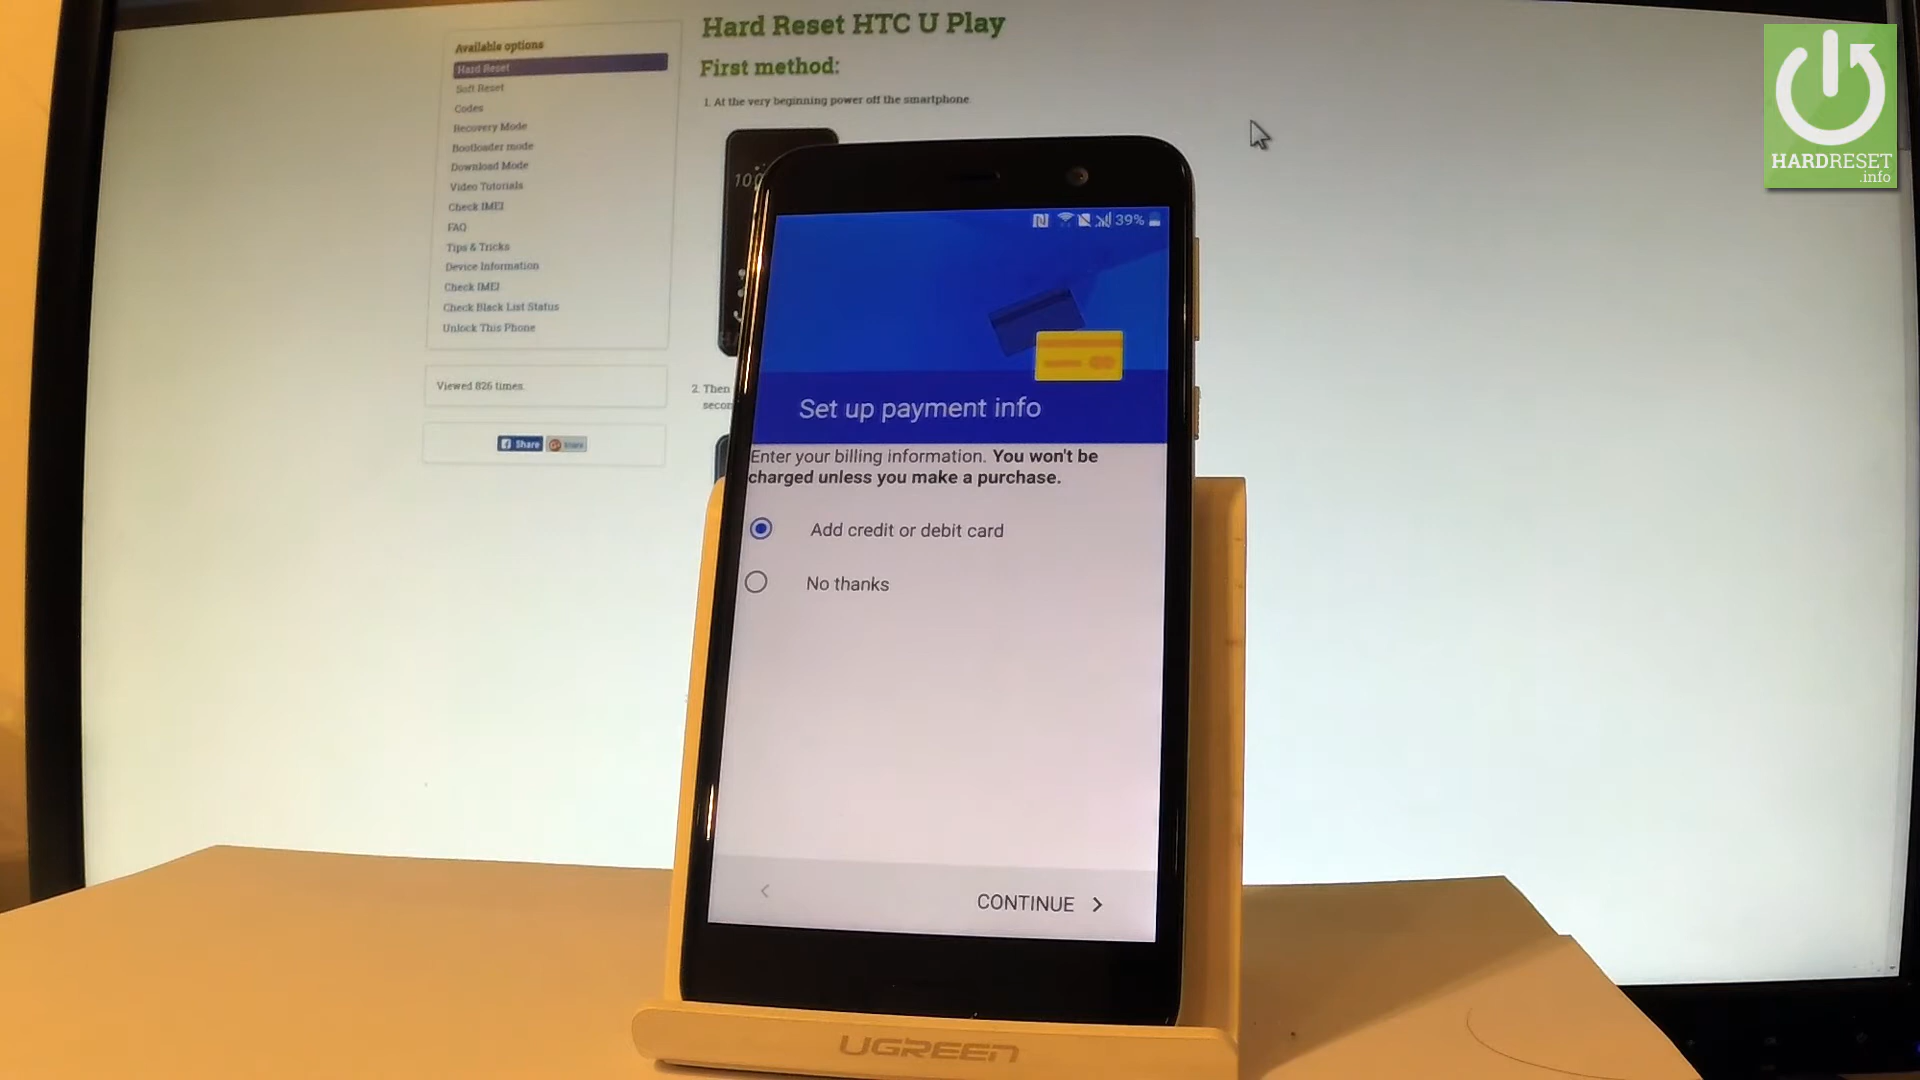 Hard Reset HTC U Play
First method:
1. At the very beginning power off the smartphone.
Available options
Hard Reset
Soft Reset
Codes
Recovery Mode
Bootloader mode
Download Mode
Video Tutorials
Check IMEI
FAQ
Tips & Tricks
Device Information
Check IMEI
Check Black List Status
Unlock This Phone
Viewed 826 times.
Share
Share
2. Then
HARDRESET
.info
39%
Set up payment info
Enter your billing information. You won't be
charged unless you make a purchase.
Add credit or debit card
No thanks
CONTINUE
UGREEN